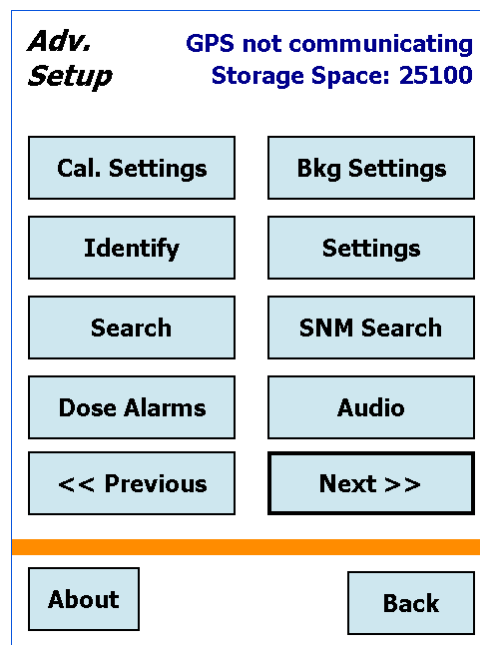 Adv. Setup
GPS not communicating
Storage Space: 25100
Cal. Settings
Bkg Settings
Identify
Settings
Search
SNM Search
Dose Alarms
Audio
<< Previous
Next >>
About
Back